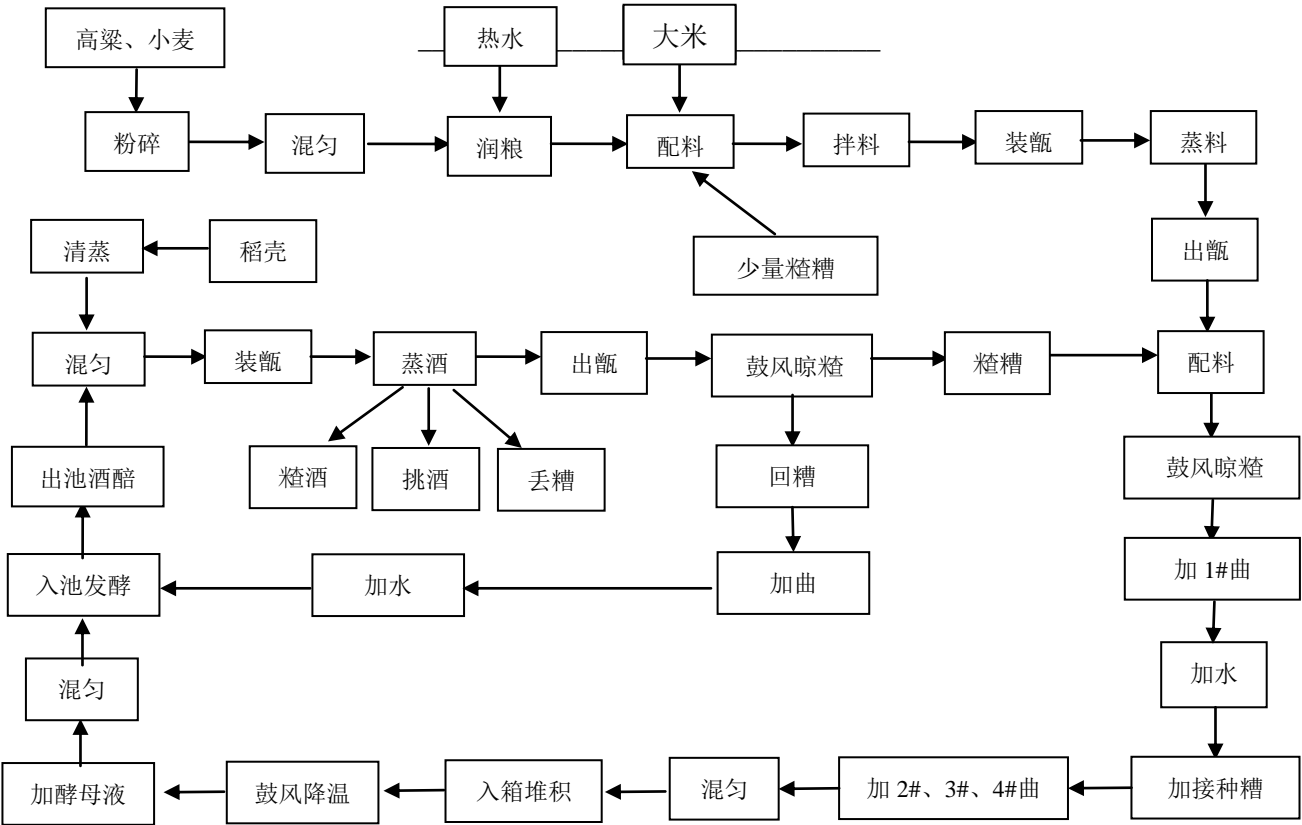 高粱、小麦
热水
大米
粉碎
混匀
润粮
配料
拌料
装甑
蒸料
清蒸
稻壳
少量糌糟
出甑
混匀
装甑
蒸酒
出甑
鼓风晾糌
糌糟
配料
出池酒醅
糌酒
挑酒
丢糟
回糟
鼓风晾糌
入池发酵
加水
加曲
加 1#曲
混匀
加水
加酵母液
鼓风降温
入箱堆积
混匀
加 2#、3#、4#曲
加接种糟